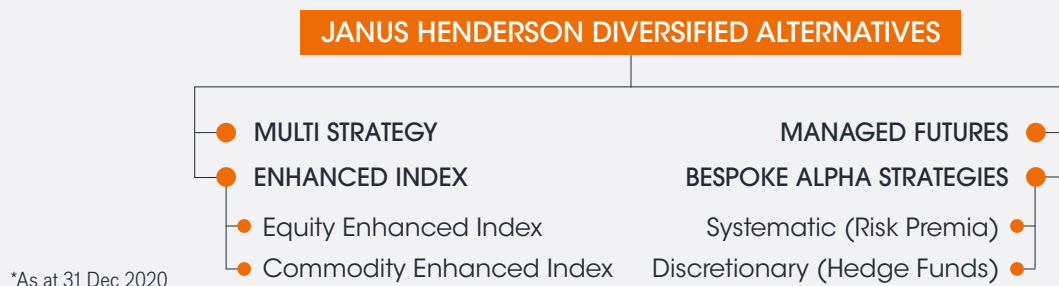 JANUS HENDERSON DIVERSIFIED ALTERNATIVES
MULTI STRATEGY
ENHANCED INDEX
Equity Enhanced Index
Commodity Enhanced Index
MANAGED FUTURES
BESPOKE ALPHA STRATEGIES
Systematic (Risk Premia)
Discretionary (Hedge Funds)
*As at 31 Dec 2020